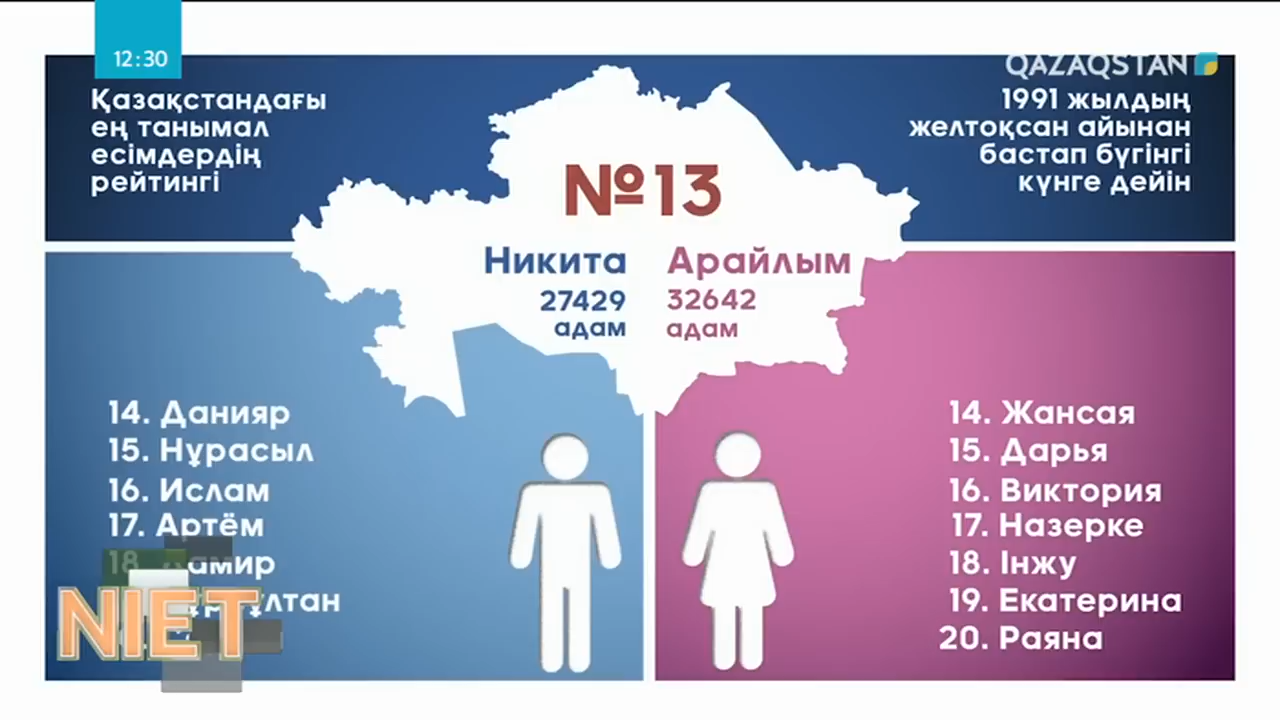 12:30
QAZAQSTAN
Қазақстандағы
ең танымал
есімдердің
рейтингі
1991 жылдың
желтоқсан айынан
бастап бүгінгі
күнге дейін
№13
Никита
27429
адам
Арайлым
32642
адам
14. Данияр
15. Нұрасыл
16. Ислам
17. Артём
18.
14. Жансая
15. Дарья
16. Виктория
17. Назерке
18. Інжу
19. Екатерина
20. Раяна
NIET